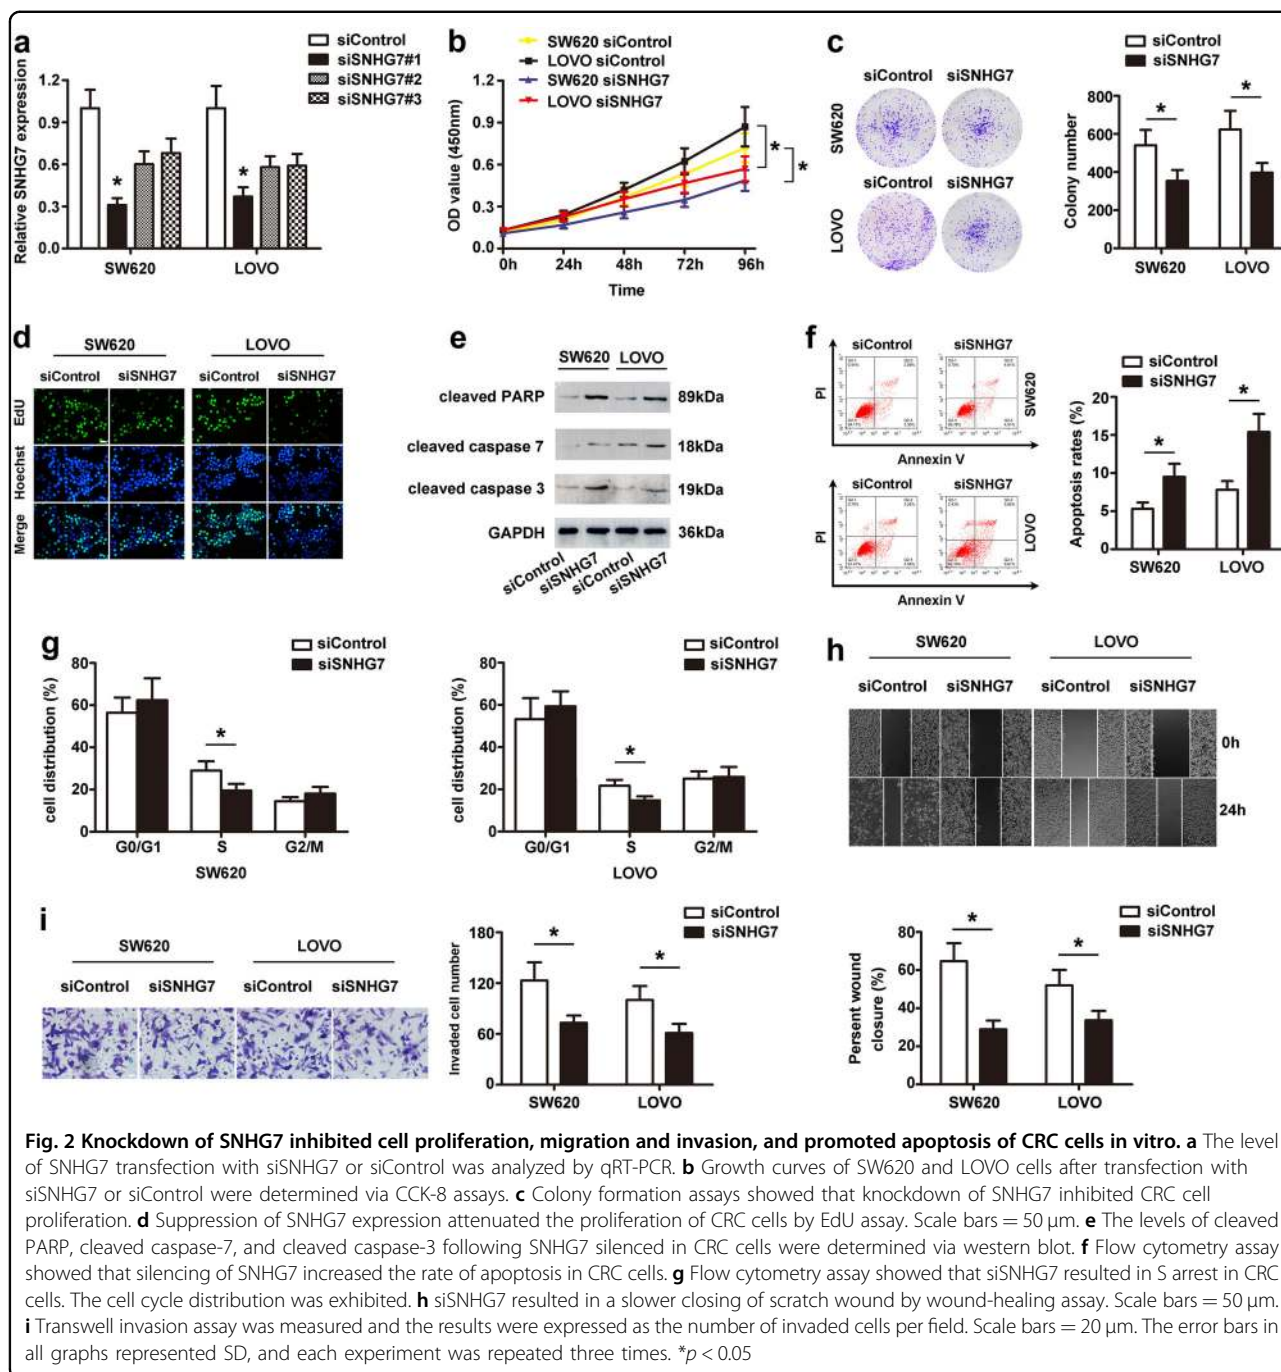 a
siControl
siSNHG7#1
siSNHG7#2
siSNHG7#3
Relative SNHG7 expression
1.2
0.9
0.6
0.3
0.0
*
*
SW620
LOVO
b
SW620 siControl
LOVO siControl
SW620 siSNHG7
LOVO siSNHG7
OD value (450nm)
1.2
0.9
0.6
0.3
0.0
*
*
0h 24h 48h 72h 96h
Time
c
siControl siSNHG7
SW620
siControl siSNHG7
LOVO
siControl
siSNHG7
Colony number
800
600
400
200
0
*
*
SW620 LOVO
d
SW620 LOVO
siControl siSNHG7 siControl siSNHG7
EdU
Hoechst
Merge
e
SW620 LOVO
cleaved PARP 89kDa
cleaved caspase 7 18kDa
cleaved caspase 3 19kDa
GAPDH 36kDa
siControl siSNHG7 siControl siSNHG7
f
siControl siSNHG7
PI
SW620
Annexin V
siControl siSNHG7
PI
LOVO
Annexin V
siControl
siSNHG7
Apoptosis rates (%)
20
15
10
5
0
*
*
SW620 LOVO
g
siControl
siSNHG7
cell distribution (%)
80
60
40
20
0
*
G0/G1 S G2/M
SW620
siControl
siSNHG7
cell distribution (%)
80
60
40
20
0
*
G0/G1 S G2/M
LOVO
h
SW620 LOVO
siControl siSNHG7 siControl siSNHG7
0h
24h
i
SW620 LOVO
siControl siSNHG7 siControl siSNHG7
siControl
siSNHG7
Invaded cell number
180
120
60
0
*
*
SW620 LOVO
siControl
siSNHG7
Persent wound
closure (%)
80
60
40
20
0
*
*
SW620 LOVO
Fig. 2 Knockdown of SNHG7 inhibited cell proliferation, migration and invasion, and promoted apoptosis of CRC cells in vitro. a The level
of SNHG7 transfection with siSNHG7 or siControl was analyzed by qRT-PCR. b Growth curves of SW620 and LOVO cells after transfection with
siSNHG7 or siControl were determined via CCK-8 assays. c Colony formation assays showed that knockdown of SNHG7 inhibited CRC cell
proliferation. d Suppression of SNHG7 expression attenuated the proliferation of CRC cells by EdU assay. Scale bars = 50 μm. e The levels of cleaved
PARP, cleaved caspase-7, and cleaved caspase-3 following SNHG7 silenced in CRC cells were determined via western blot. f Flow cytometry assay
showed that silencing of SNHG7 increased the rate of apoptosis in CRC cells. g Flow cytometry assay showed that siSNHG7 resulted in S arrest in CRC
cells. The cell cycle distribution was exhibited. h siSNHG7 resulted in a slower closing of scratch wound by wound-healing assay. Scale bars = 50 μm.
i Transwell invasion assay was measured and the results were expressed as the number of invaded cells per field. Scale bars = 20 μm. The error bars in
all graphs represented SD, and each experiment was repeated three times. *p < 0.05